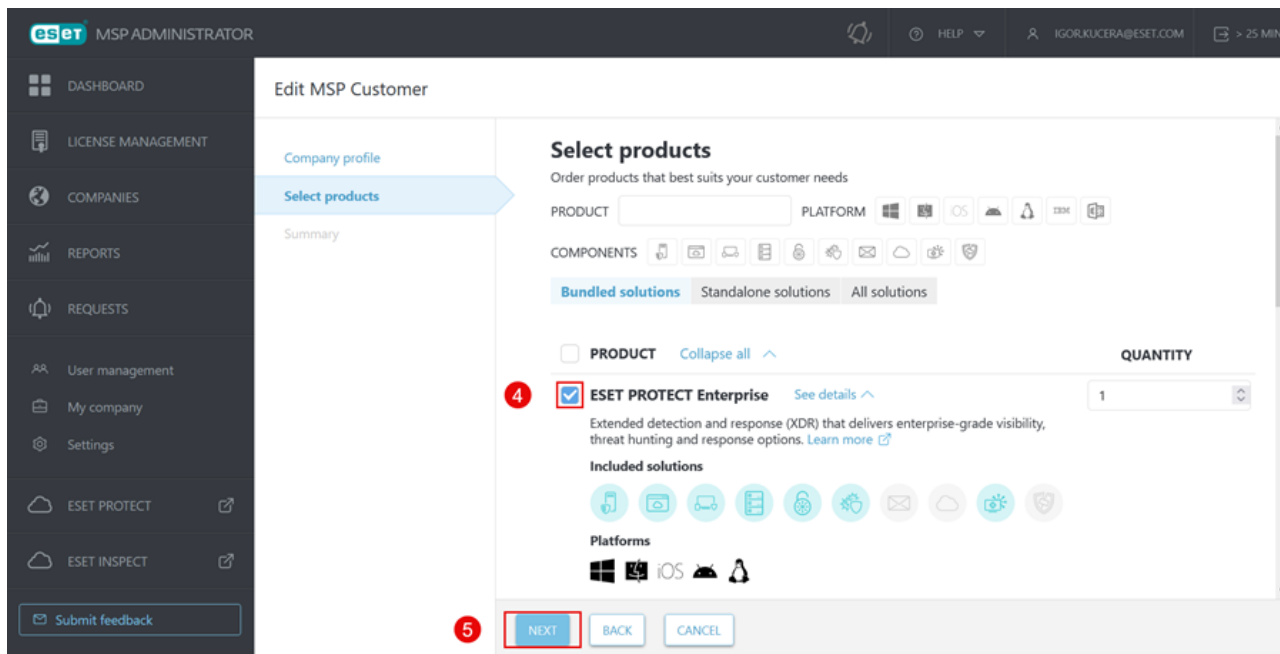 eset MSP ADMINISTRATOR
HELP
IGOR.KUCERA@ESET.COM
> 25 MIN
DASHBOARD
LICENSE MANAGEMENT
COMPANIES
REPORTS
REQUESTS
User management
My company
Settings
ESET PROTECT
ESET INSPECT
Submit feedback
Edit MSP Customer
Company profile
Select products
Summary
Select products
Order products that best suits your customer needs
PRODUCT PLATFORM iOS IBM
COMPONENTS
Bundled solutions Standalone solutions All solutions
PRODUCT Collapse all QUANTITY
4 ESET PROTECT Enterprise See details 1
Extended detection and response (XDR) that delivers enterprise-grade visibility,
threat hunting and response options. Learn more
Included solutions
Platforms
iOS
5 NEXT BACK CANCEL